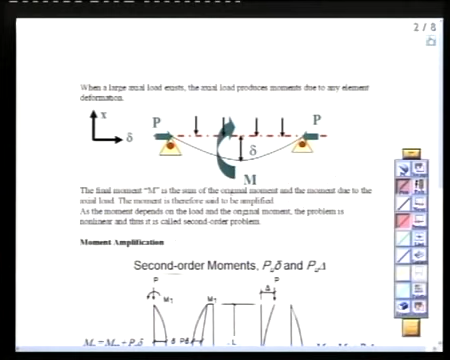 2 / 8
When a large axial load exists, the axial load produces moments due to any element
deformation.
x
δ
P
P
δ
M
The final moment "M" is the sum of the original moment and the moment due to the
axial load. The moment is therefore said to be amplified.
As the moment depends on the load and the original moment, the problem is
nonlinear and thus it is called second-order problem.
Moment Amplification
Second-order Moments, Puδ and PuΔ
P
P
Δ
M1
M1
δ
L